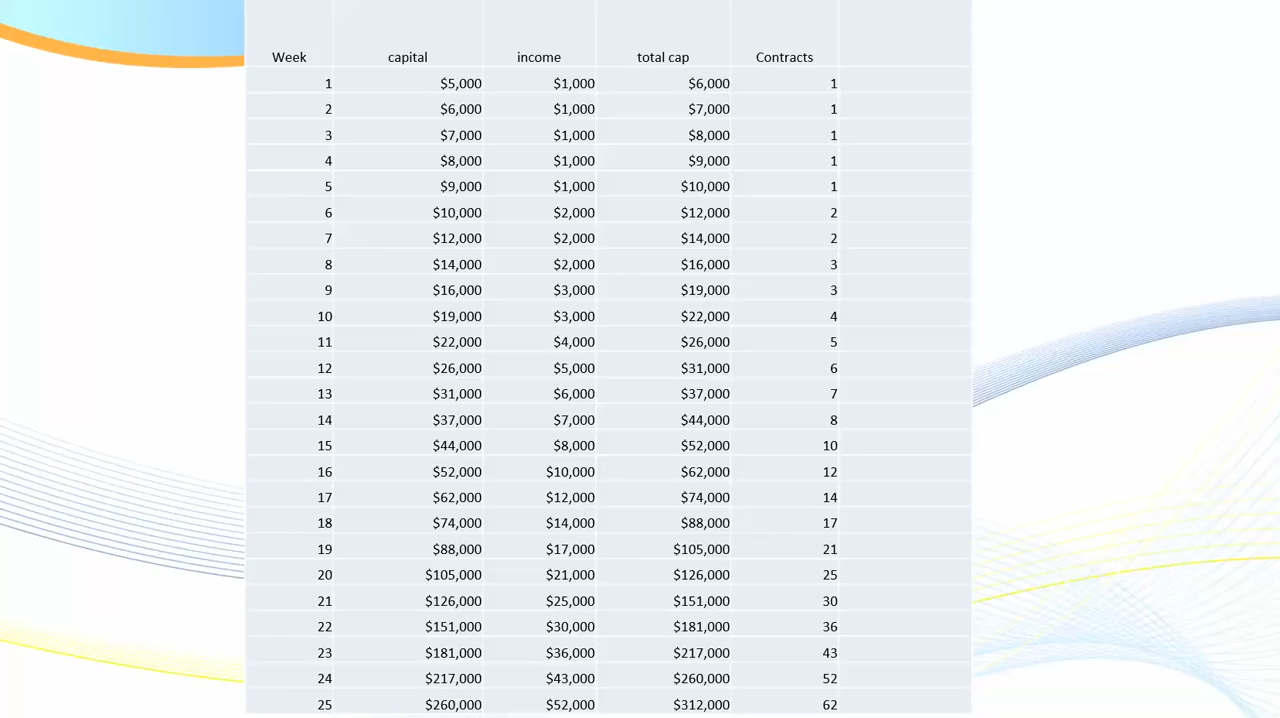 Week capital income total cap Contracts
1 $5,000 $1,000 $6,000 1
2 $6,000 $1,000 $7,000 1
3 $7,000 $1,000 $8,000 1
4 $8,000 $1,000 $9,000 1
5 $9,000 $1,000 $10,000 1
6 $10,000 $2,000 $12,000 2
7 $12,000 $2,000 $14,000 2
8 $14,000 $2,000 $16,000 3
9 $16,000 $3,000 $19,000 3
10 $19,000 $3,000 $22,000 4
11 $22,000 $4,000 $26,000 5
12 $26,000 $5,000 $31,000 6
13 $31,000 $6,000 $37,000 7
14 $37,000 $7,000 $44,000 8
15 $44,000 $8,000 $52,000 10
16 $52,000 $10,000 $62,000 12
17 $62,000 $12,000 $74,000 14
18 $74,000 $14,000 $88,000 17
19 $88,000 $17,000 $105,000 21
20 $105,000 $21,000 $126,000 25
21 $126,000 $25,000 $151,000 30
22 $151,000 $30,000 $181,000 36
23 $181,000 $36,000 $217,000 43
24 $217,000 $43,000 $260,000 52
25 $260,000 $52,000 $312,000 62